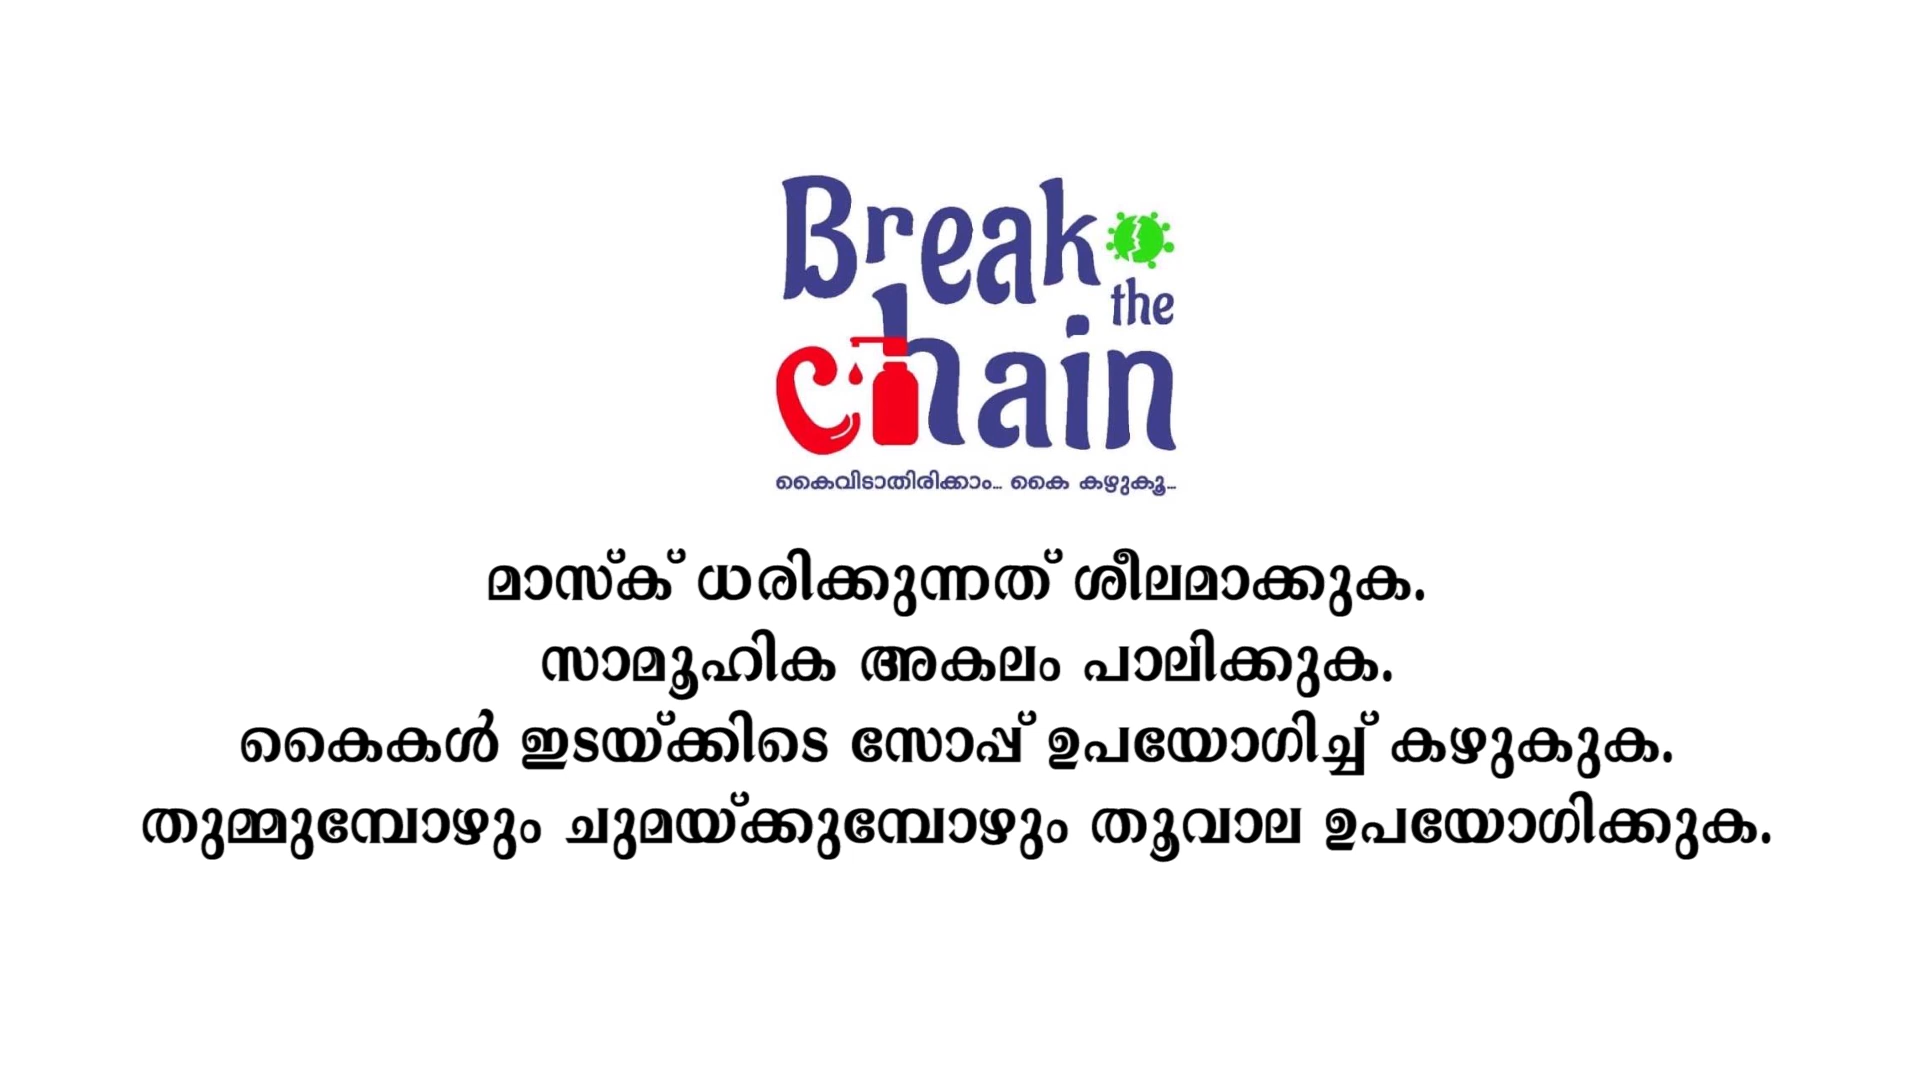 Break
the
chain
കൈവിടാതിരിക്കാം... കൈ കഴുകൂ...
മാസ്ക് ധരിക്കുന്നത് ശീലമാക്കുക.
സാമൂഹിക അകലം പാലിക്കുക.
കൈകൾ ഇടയ്ക്കിടെ സോപ്പ് ഉപയോഗിച്ച് കഴുകുക.
തുമ്മുമ്പോഴും ചുമയ്ക്കുമ്പോഴും തൂവാല ഉപയോഗിക്കുക.